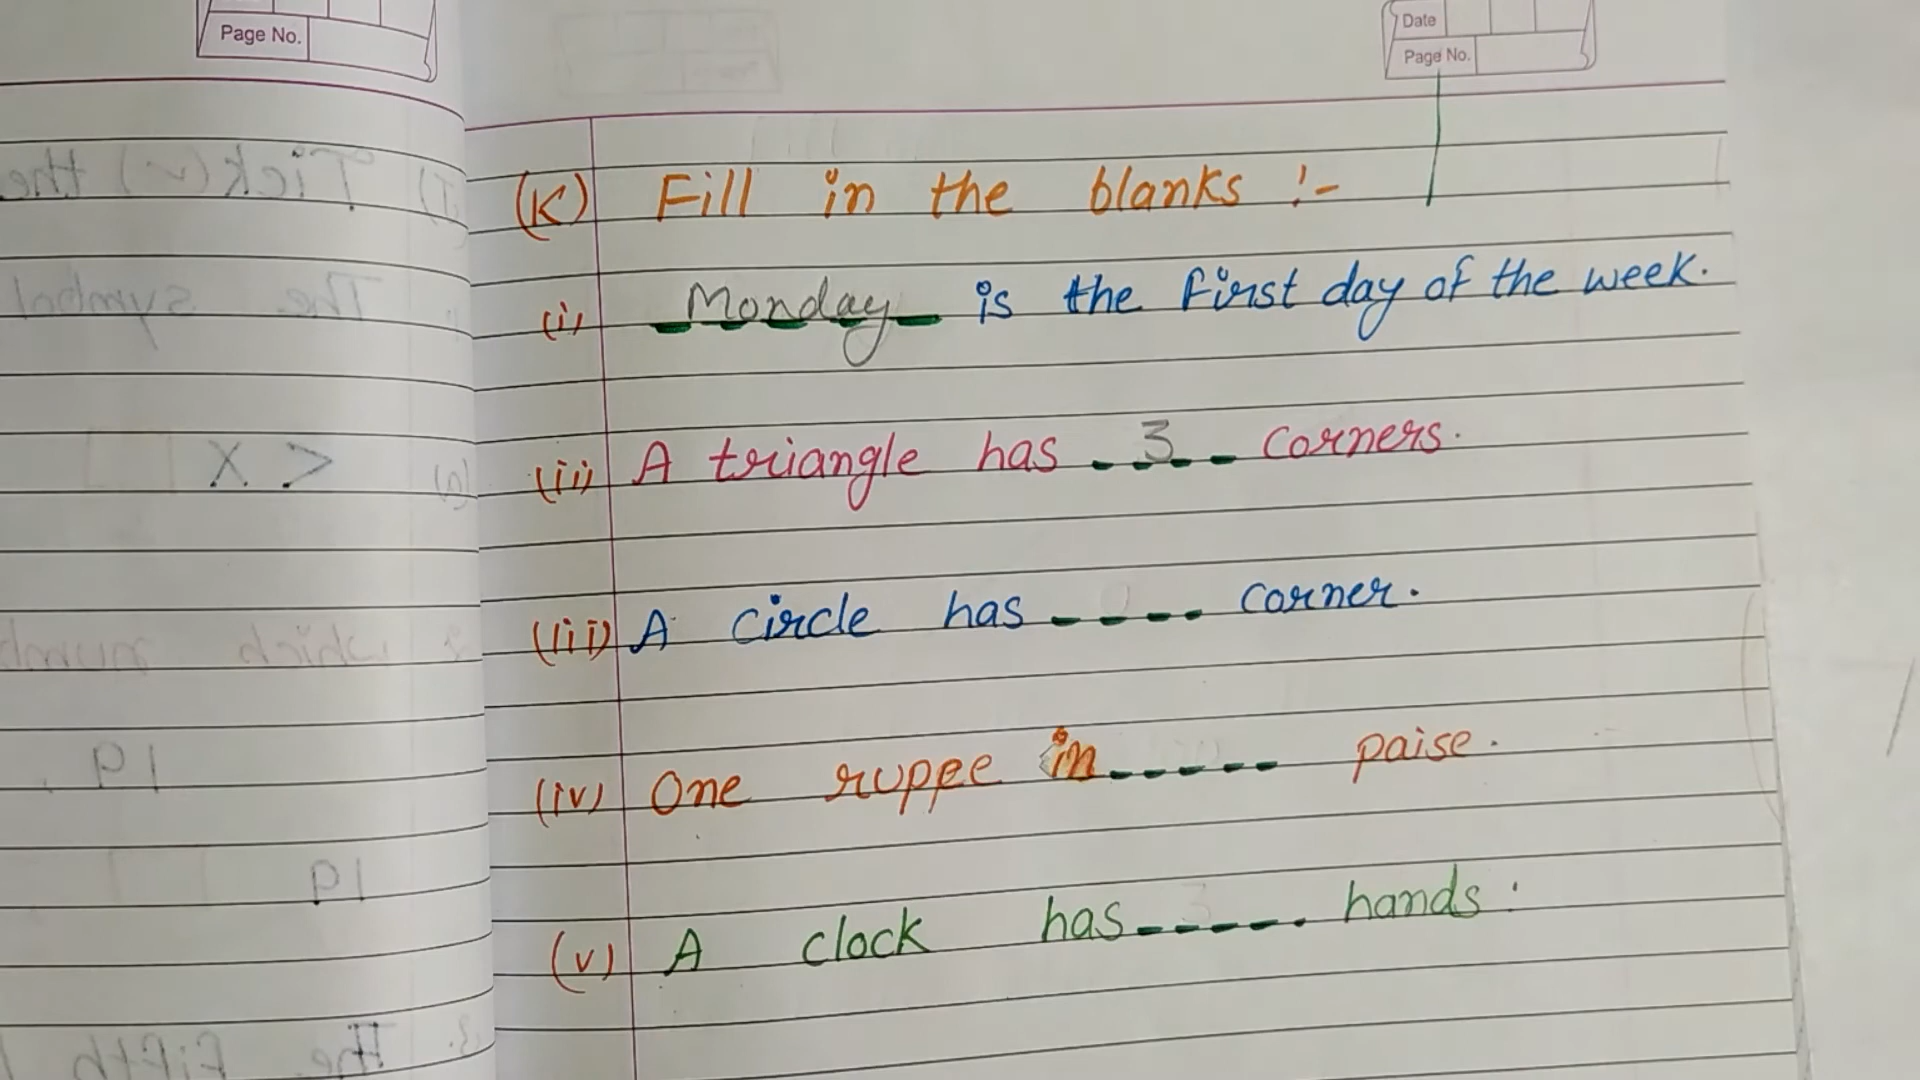 Page No.
Date
Page No.
(K) Fill in the blanks :-
(i) Monday is the first day of the week.
(ii) A triangle has 3 corners.
(iii) A circle has ---- corner.
(iv) One rupee in ----- paise.
(v) A clock has ----- hands.